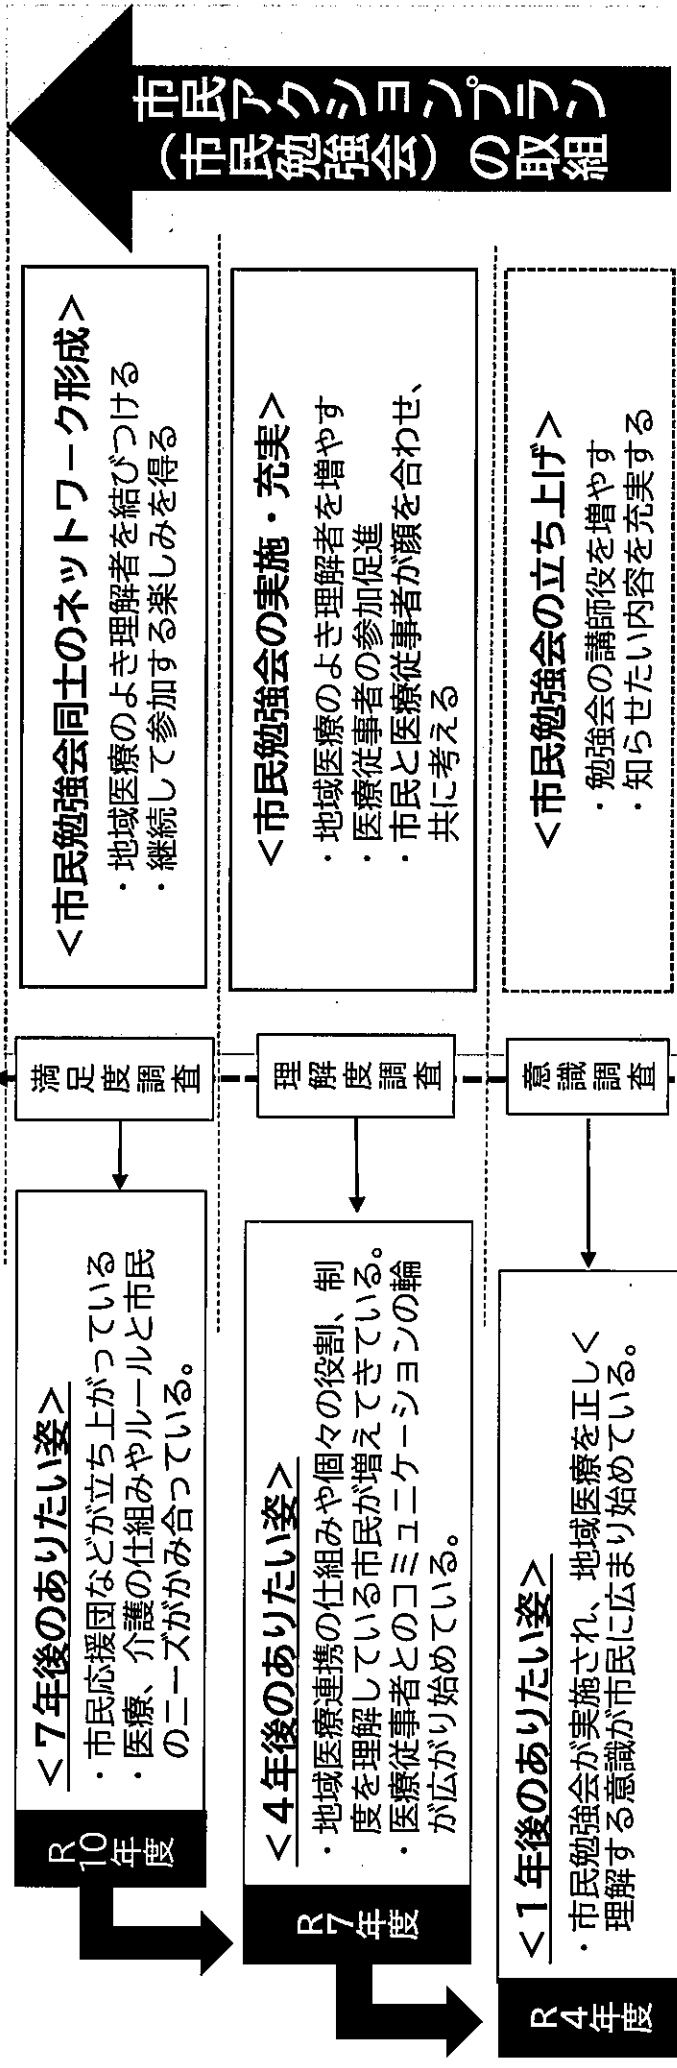 市民アクションプラン
（市民勉強会）の取組
R
10
年
度
＜7年後のありたい姿＞
・市民応援団などが立ち上がっている
・医療、介護の仕組みやルールと市民
のニーズがかみ合っている。
満足度調査
＜市民勉強会同士のネットワーク形成＞
・地域医療のよき理解者を結びつける
・継続して参加する楽しみを得る
R
7
年
度
＜4年後のありたい姿＞
・地域医療連携の仕組みや個々の役割、制
度を理解している市民が増えてきている。
・医療従事者とのコミュニケーションの輪
が広がり始めている。
理解度調査
＜市民勉強会の実施・充実＞
・地域医療のよき理解者を増やす
・医療従事者の参加促進
・市民と医療従事者が顔を合わせ、
共に考える
R
4
年
度
＜1年後のありたい姿＞
・市民勉強会が実施され、地域医療を正しく
理解する意識が市民に広まり始めている。
意識調査
＜市民勉強会の立ち上げ＞
・勉強会の講師役を増やす
・知らせたい内容を充実する